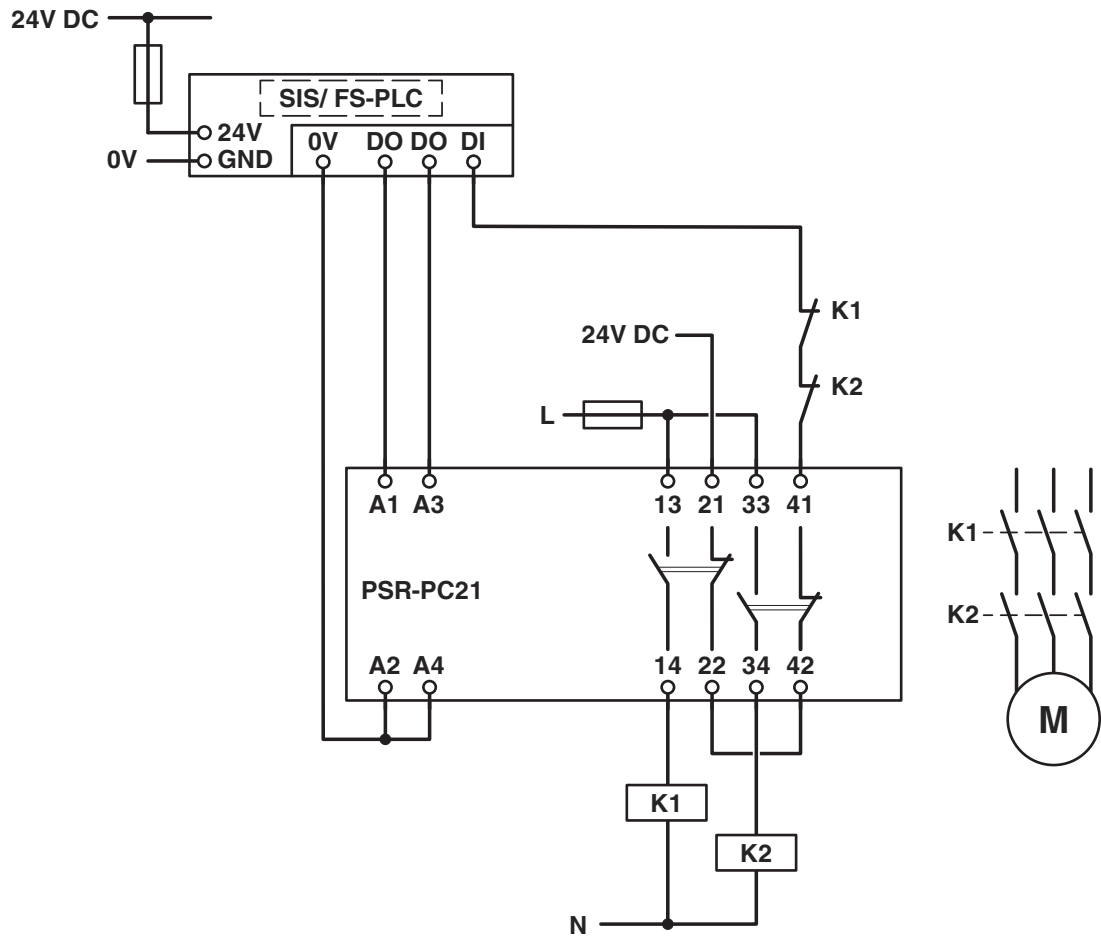 24V DC
SIS/ FS-PLC
24V
0V DO DO DI
0V
GND
K1
24V DC
K2
L
A1 A3
13 21 33 41
K1
PSR-PC21
K2
A2 A4
14 22 34 42
M
K1
K2
N